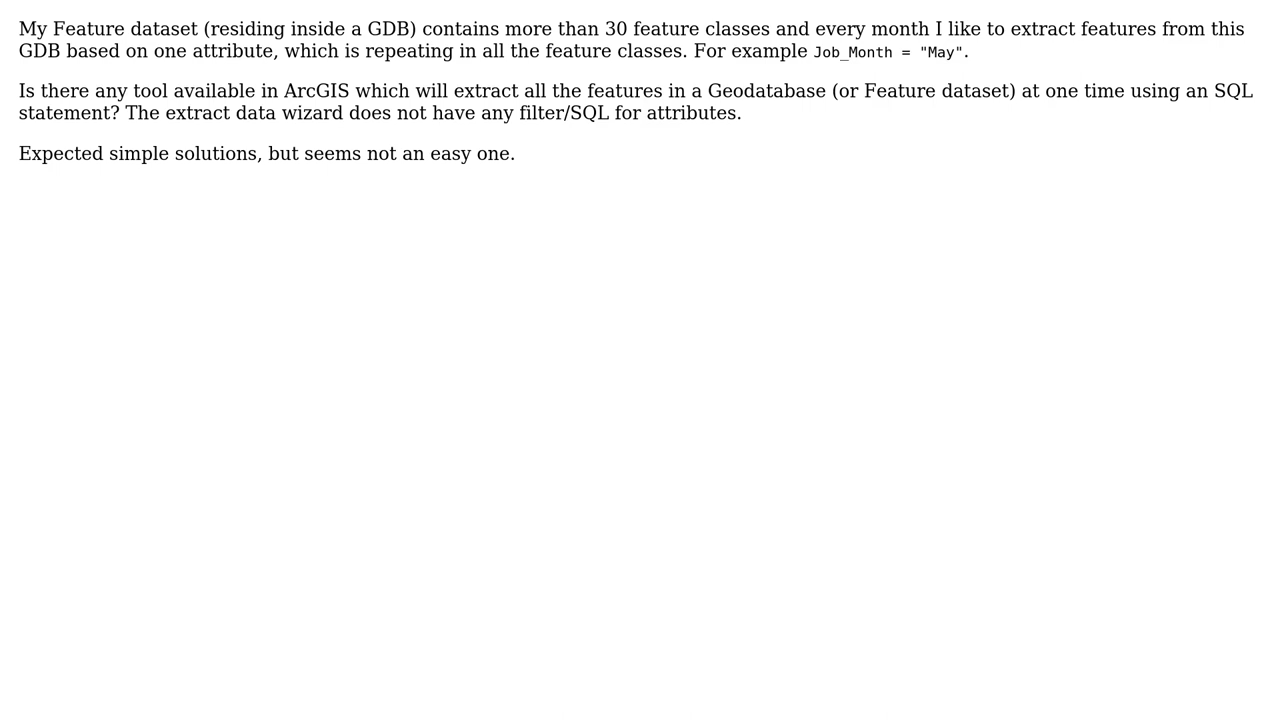 My Feature dataset (residing inside a GDB) contains more than 30 feature classes and every month I like to extract features from this
GDB based on one attribute, which is repeating in all the feature classes. For example Job_Month = "May".
Is there any tool available in ArcGIS which will extract all the features in a Geodatabase (or Feature dataset) at one time using an SQL
statement? The extract data wizard does not have any filter/SQL for attributes.
Expected simple solutions, but seems not an easy one.